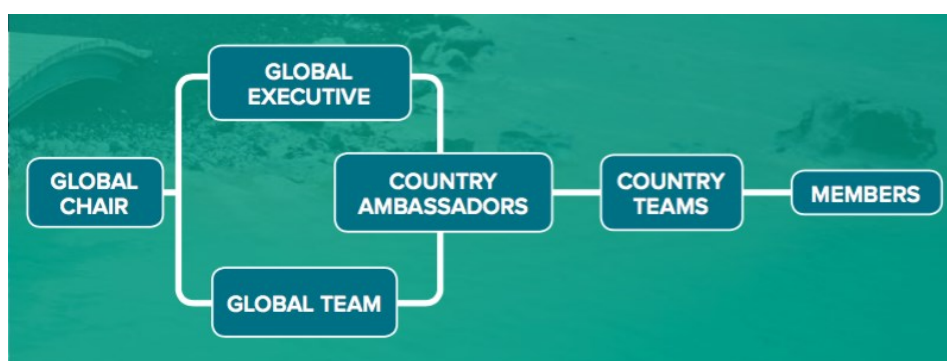 GLOBAL
EXECUTIVE
GLOBAL
CHAIR
COUNTRY
AMBASSADORS
COUNTRY
TEAMS
MEMBERS
GLOBAL TEAM